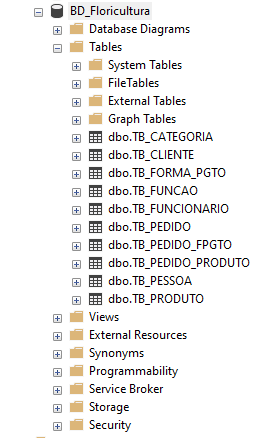 BD_Floricultura
Database Diagrams
Tables
System Tables
FileTables
External Tables
Graph Tables
dbo.TB_CATEGORIA
dbo.TB_CLIENTE
dbo.TB_FORMA_PGTO
dbo.TB_FUNCAO
dbo.TB_FUNCIONARIO
dbo.TB_PEDIDO
dbo.TB_PEDIDO_FPGTO
dbo.TB_PEDIDO_PRODUTO
dbo.TB_PESSOA
dbo.TB_PRODUTO
Views
External Resources
Synonyms
Programmability
Service Broker
Storage
Security